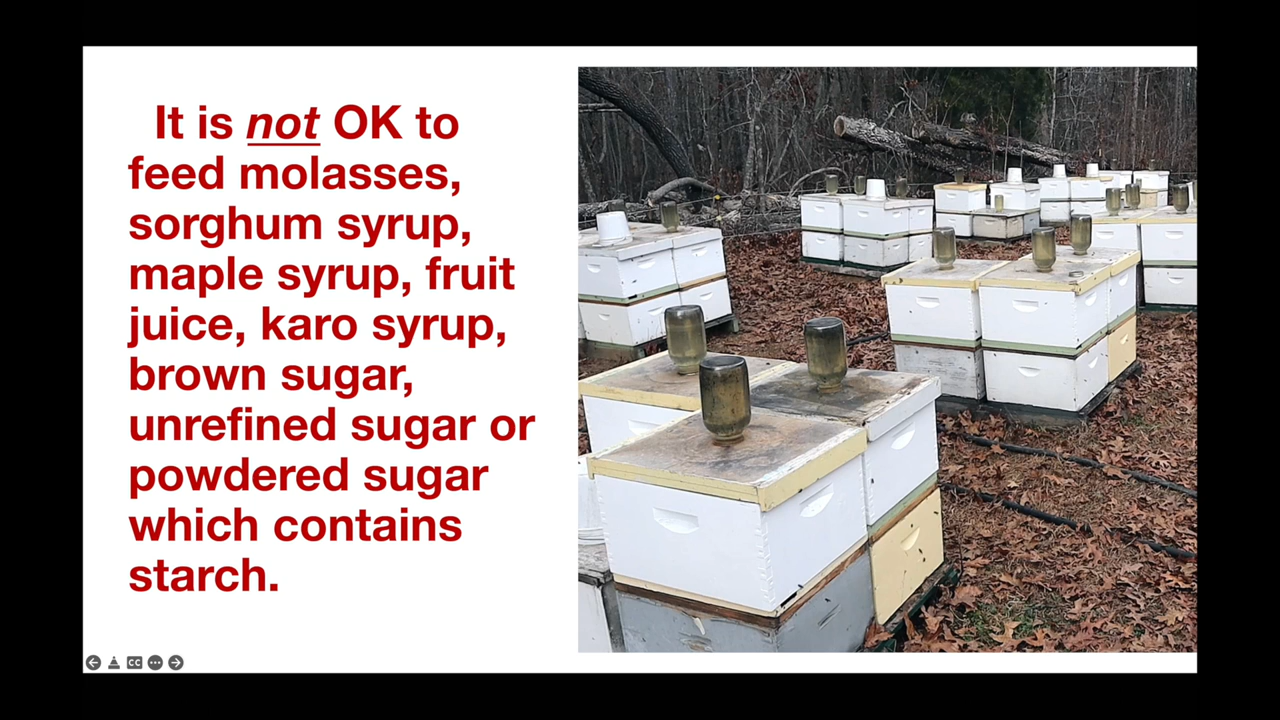 It is not OK to
feed molasses,
sorghum syrup,
maple syrup, fruit
juice, karo syrup,
brown sugar,
unrefined sugar or
powdered sugar
which contains
starch.
CC